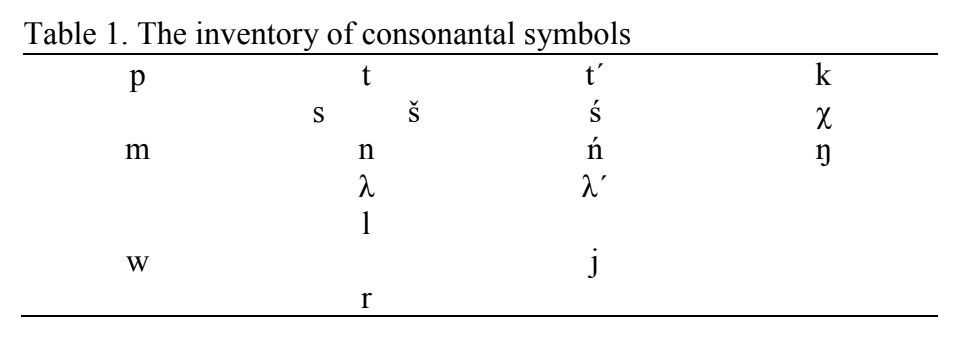 Table 1. The inventory of consonantal symbols
p t t´ k
s š ś χ
m n ń ŋ
λ λ´
l
w j
r